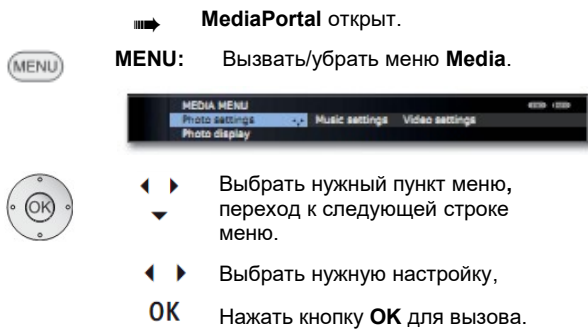 MediaPortal открыт.
MENU
MENU: Вызвать/убрать меню Media.
MEDIA MENU
Photo settings Music settings Video settings
Photo display
OK
Выбрать нужный пункт меню,
переход к следующей строке
меню.
Выбрать нужную настройку,
OK Нажать кнопку OK для вызова.